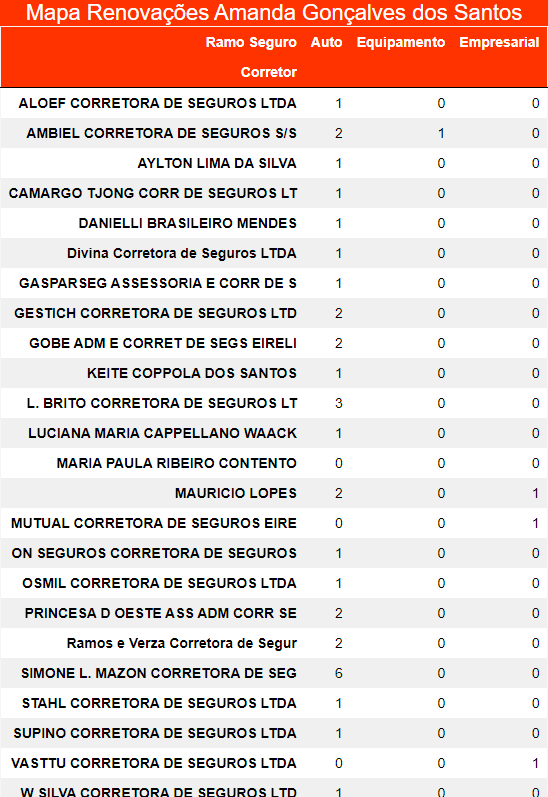 Mapa Renovações Amanda Gonçalves dos Santos
Ramo Seguro Auto Equipamento Empresarial
Corretor
ALOEF CORRETORA DE SEGUROS LTDA 1 0 0
AMBIEL CORRETORA DE SEGUROS S/S 2 1 0
AYLTON LIMA DA SILVA 1 0 0
CAMARGO TJONG CORR DE SEGUROS LT 1 0 0
DANIELLI BRASILEIRO MENDES 1 0 0
Divina Corretora de Seguros LTDA 1 0 0
GASPARSEG ASSESSORIA E CORR DE S 1 0 0
GESTICH CORRETORA DE SEGUROS LTD 2 0 0
GOBE ADM E CORRET DE SEGS EIRELI 2 0 0
KEITE COPPOLA DOS SANTOS 1 0 0
L. BRITO CORRETORA DE SEGUROS LT 3 0 0
LUCIANA MARIA CAPPELLANO WAACK 1 0 0
MARIA PAULA RIBEIRO CONTENTO 0 0 0
MAURICIO LOPES 2 0 1
MUTUAL CORRETORA DE SEGUROS EIRE 0 0 1
ON SEGUROS CORRETORA DE SEGUROS 1 0 0
OSMIL CORRETORA DE SEGUROS LTDA 1 0 0
PRINCESA D OESTE ASS ADM CORR SE 2 0 0
Ramos e Verza Corretora de Segur 2 0 0
SIMONE L. MAZON CORRETORA DE SEG 6 0 0
STAHL CORRETORA DE SEGUROS LTDA 1 0 0
SUPINO CORRETORA DE SEGUROS LTDA 1 0 0
VASTTU CORRETORA DE SEGUROS LTDA 0 0 1
W SILVA CORRETORA DE SEGUROS LTD 1 0 0